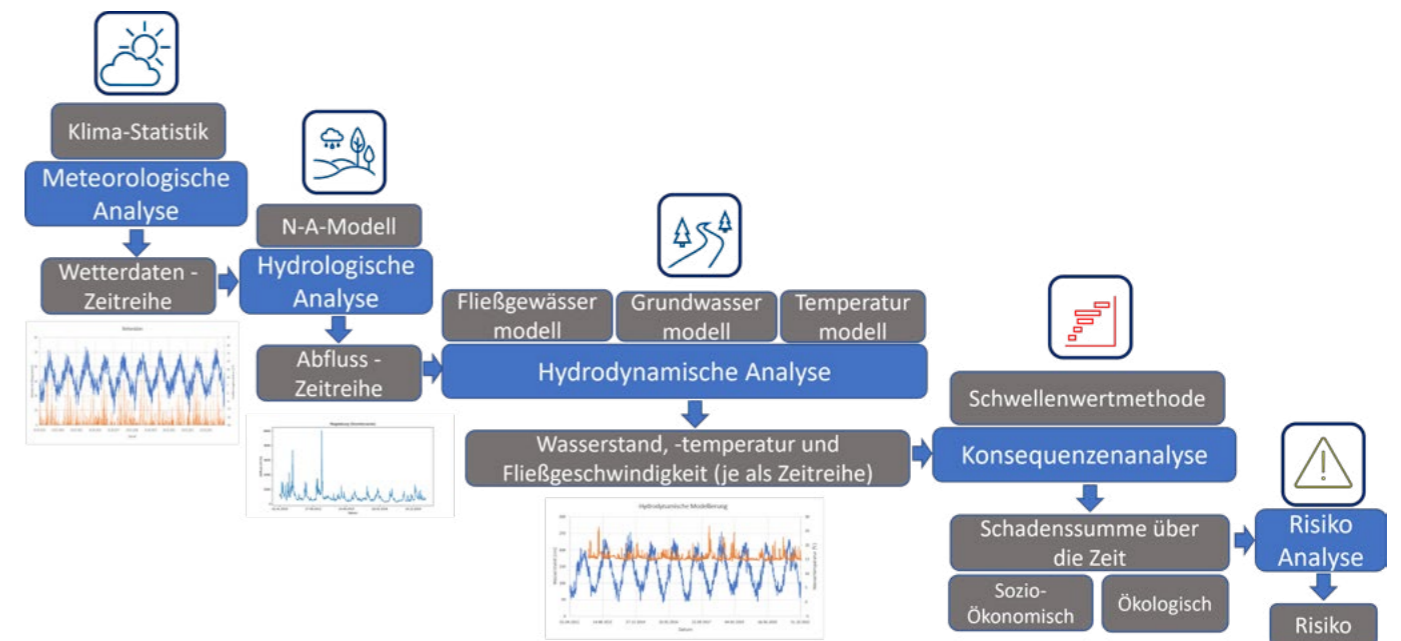 Klima-Statistik
Meteorologische
Analyse
Wetterdaten -
Zeitreihe
N-A-Modell
Hydrologische
Analyse
Abfluss -
Zeitreihe
Fließgewässer
modell
Grundwasser
modell
Temperatur
modell
Hydrodynamische Analyse
Wasserstand, -temperatur und
Fließgeschwindigkeit (je als Zeitreihe)
Hydrodynamische Modellierung
Datum
Schwellenwertmethode
Konsequenzenanalyse
Schadenssumme über
die Zeit
Sozio-
Ökonomisch
Ökologisch
Risiko
Analyse
Risiko